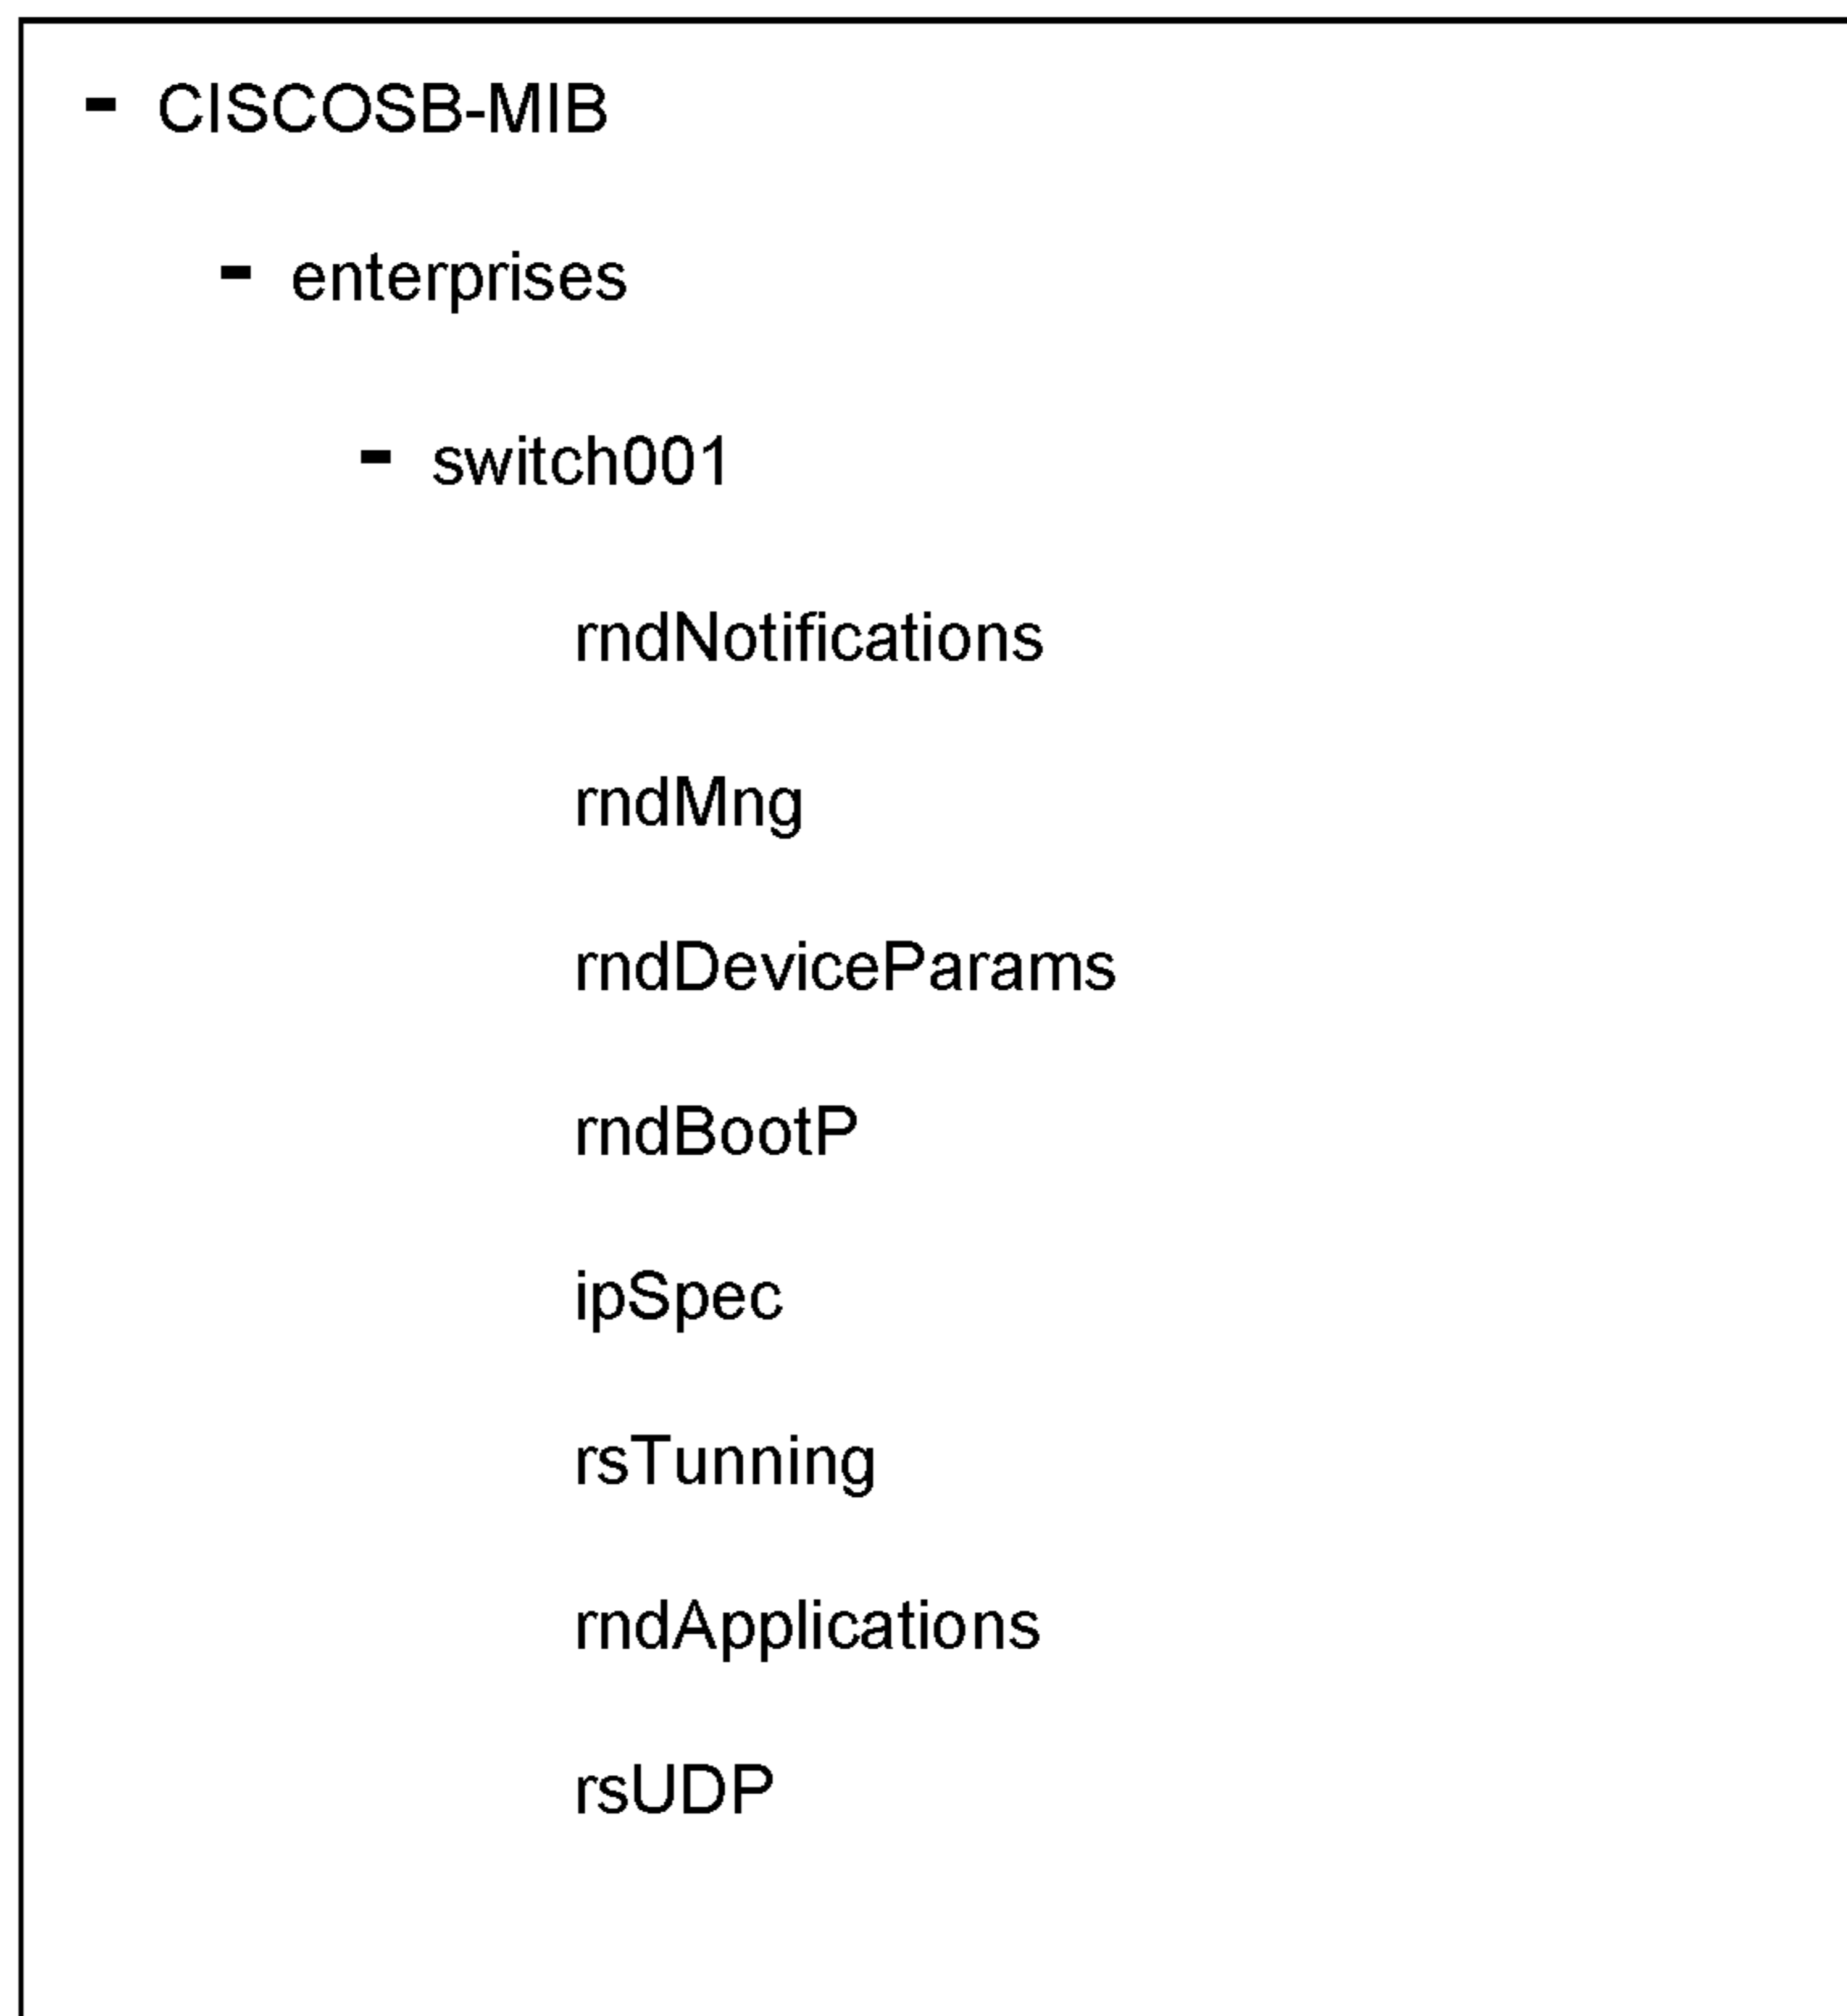 - CISCOSB-MIB
- enterprises
- switch001
rndNotifications
rndMng
rndDeviceParams
rndBootP
ipSpec
rsTunning
rndApplications
rsUDP